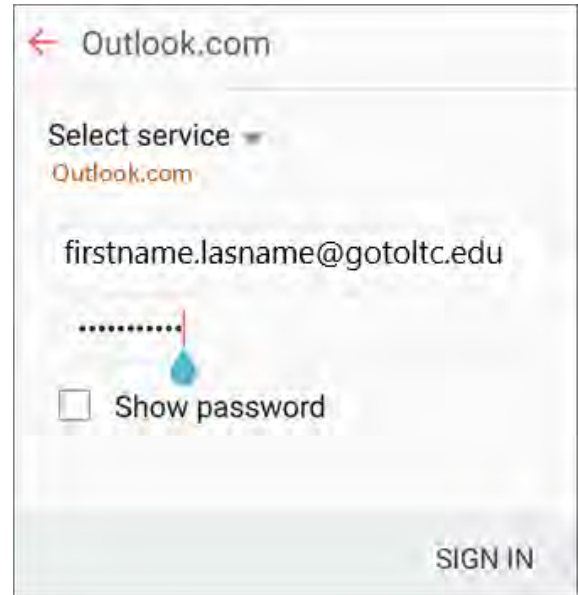 Outlook.com
Select service
Outlook.com
firstname.lasname@gotoltc.edu
•••••••••••
Show password
SIGN IN